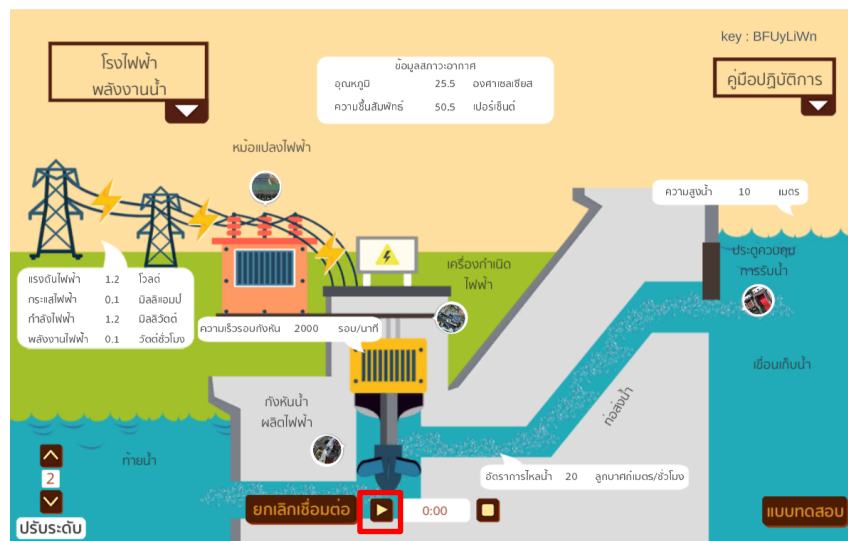 key : BFUyLiWn
โรงไฟฟ้า
พลังงานน้ำ
ข้อมูลสภาวะอากาศ
อุณหภูมิ 25.5 องศาเซลเซียส
ความชื้นสัมพัทธ์ 50.5 เปอร์เซ็นต์
คู่มือปฏิบัติการ
หม้อแปลงไฟฟ้า
ความสูงน้ำ 10 เมตร
เครื่องกำเนิด
ไฟฟ้า
ประตูควบคุม
การรับน้ำ
แรงดันไฟฟ้า 1.2 โวลต์
กระแสไฟฟ้า 0.1 มิลลิแอมป์
กำลังไฟฟ้า 1.2 มิลลิวัตต์
พลังงานไฟฟ้า 0.1 วัตต์ชั่วโมง
ความเร็วรอบกังหัน 2000 รอบ/นาที
เขื่อนเก็บน้ำ
กังหันน้ำ
ผลิตไฟฟ้า
ท่อส่งน้ำ
ท้ายน้ำ
อัตราการไหลน้ำ 20 ลูกบาศก์เมตร/ชั่วโมง
2
ปรับระดับ
ยกเลิกเชื่อมต่อ
0:00
แบบทดสอบ